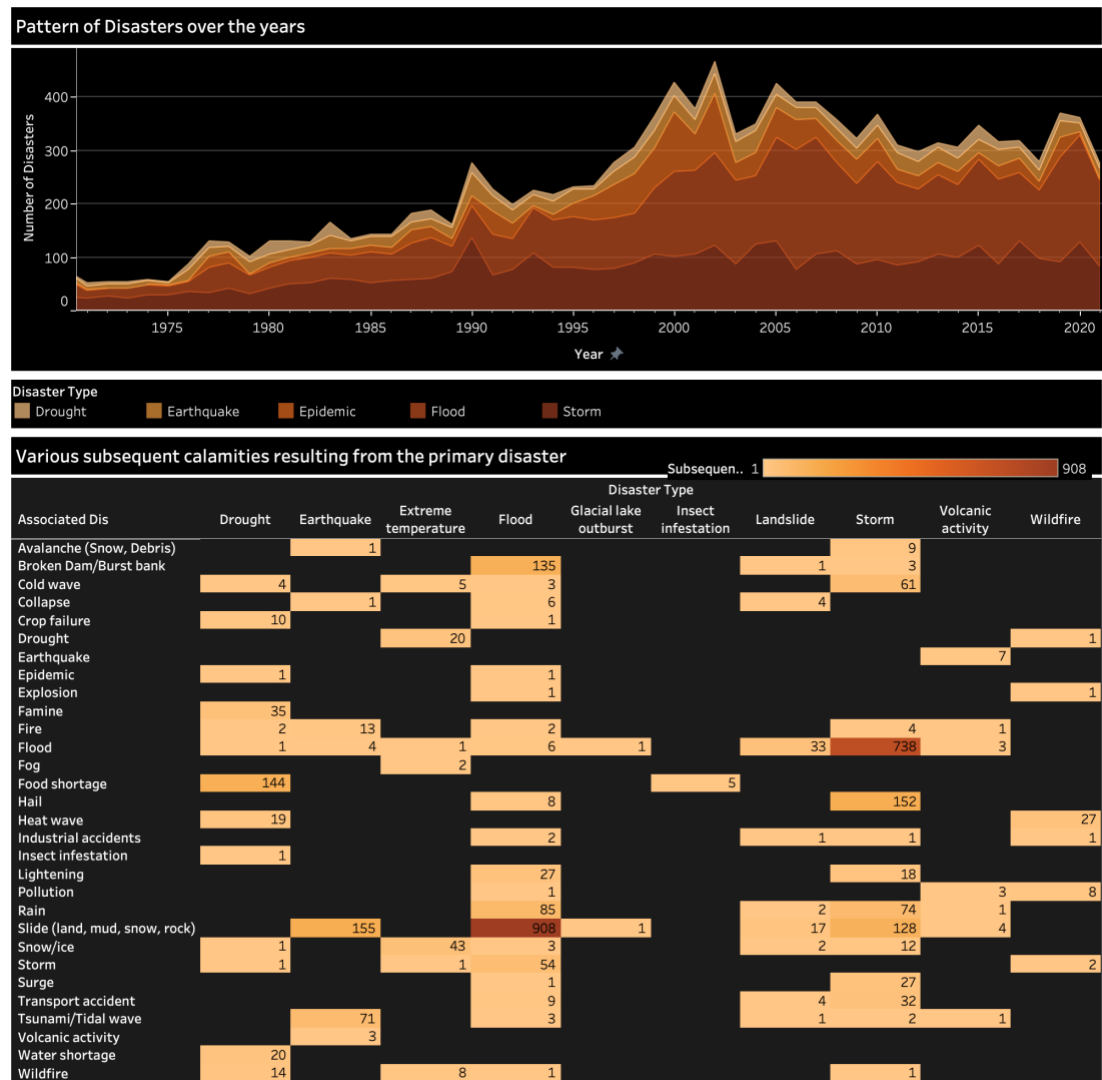 Pattern of Disasters over the years
Number of Disasters
400
300
200
100
0
1975 1980 1985 1990 1995 2000 2005 2010 2015 2020
Year
Disaster Type
Drought Earthquake Epidemic Flood Storm
Various subsequent calamities resulting from the primary disaster
Subsequen.. 1 908
Disaster Type
Associated Dis Drought Earthquake Extreme temperature Flood Glacial lake outburst Insect infestation Landslide Storm Volcanic activity Wildfire
Avalanche (Snow, Debris) 1 9
Broken Dam/Burst bank 135 1 3
Cold wave 4 5 3 61
Collapse 1 6 4
Crop failure 10 1
Drought 20 1
Earthquake 7
Epidemic 1 1
Explosion 1 1
Famine 35
Fire 2 13 2 4 1
Flood 1 4 1 6 1 33 738 3
Fog 2
Food shortage 144 5
Hail 8 152
Heat wave 19 27
Industrial accidents 2 1 1 1
Insect infestation 1
Lightening 27 18
Pollution 1 3 8
Rain 85 2 74 1
Slide (land, mud, snow, rock) 155 908 1 17 128 4
Snow/ice 1 43 3 2 12
Storm 1 1 54 2
Surge 1 27
Transport accident 9 4 32
Tsunami/Tidal wave 71 3 1 2 1
Volcanic activity 3
Water shortage 20
Wildfire 14 8 1 1